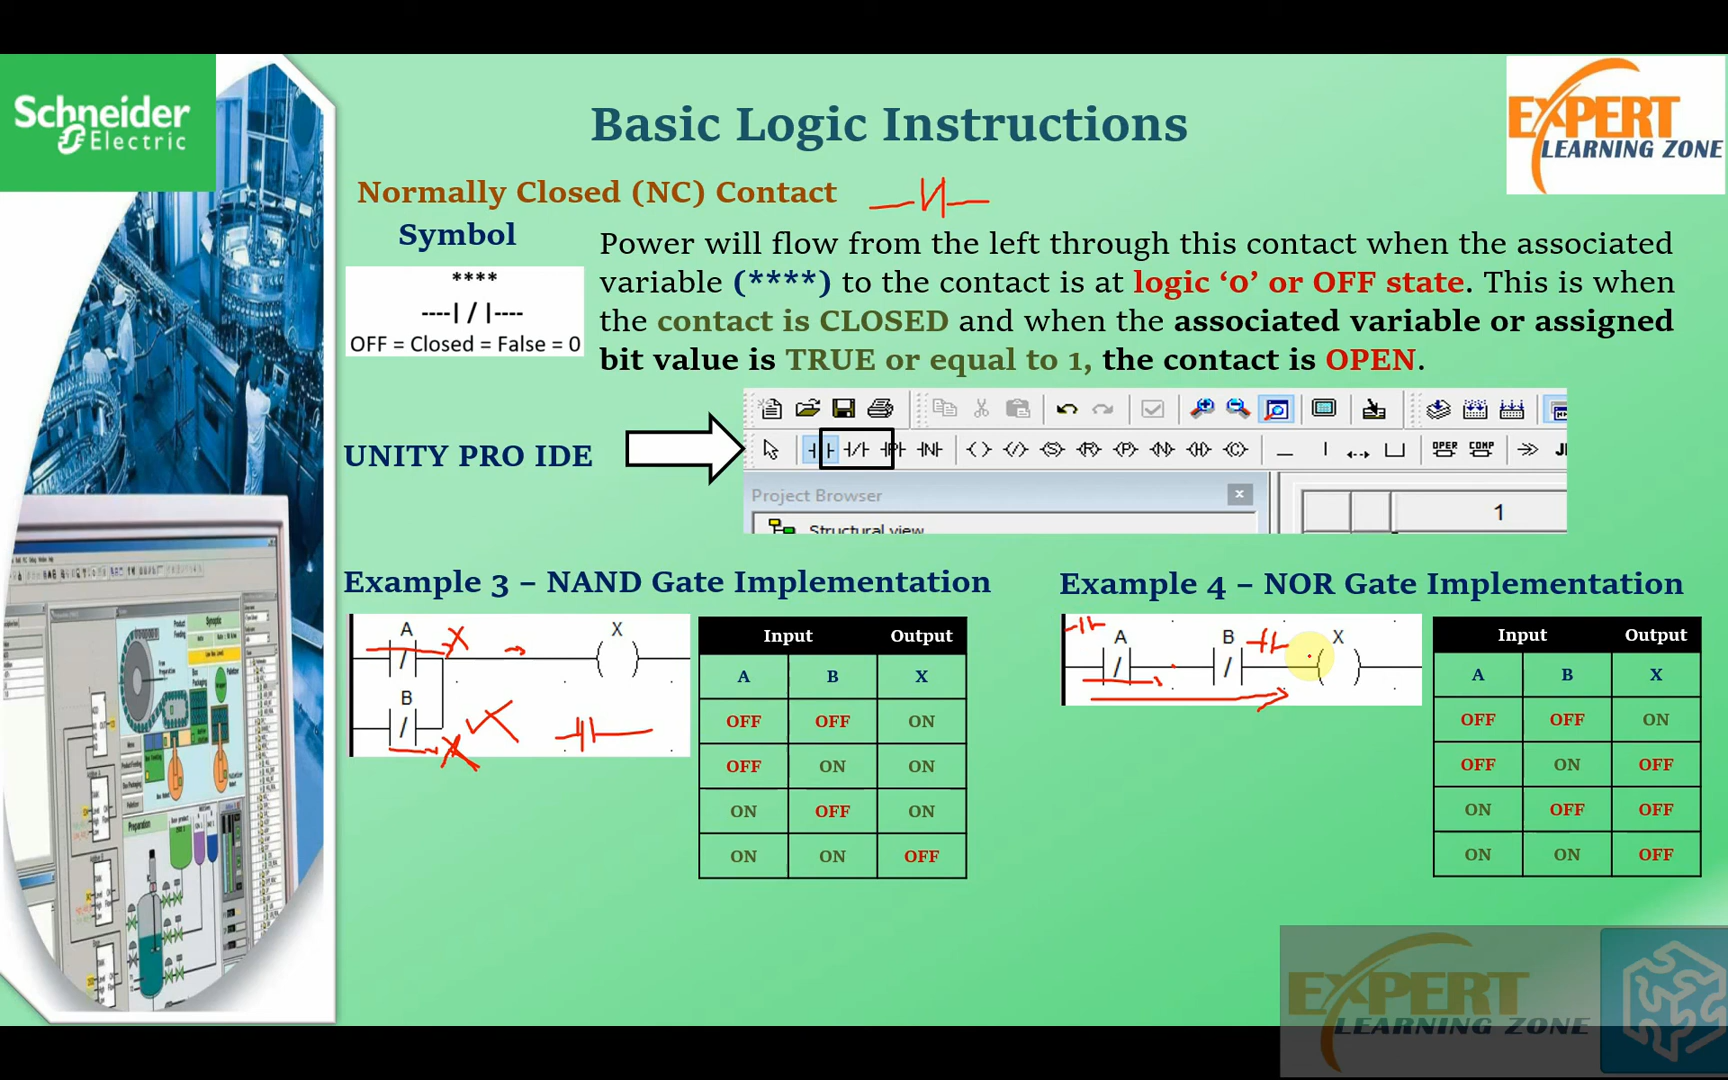 Schneider
Electric
EXPERT
LEARNING ZONE
Basic Logic Instructions
Normally Closed (NC) Contact
Symbol
****
----| / |----
OFF = Closed = False = 0
Power will flow from the left through this contact when the associated
variable (****) to the contact is at logic ‘0’ or OFF state. This is when
the contact is CLOSED and when the associated variable or assigned
bit value is TRUE or equal to 1, the contact is OPEN.
UNITY PRO IDE
P N
S R P N H C
OPER COMP
Project Browser
Structural view
1
Example 3 – NAND Gate Implementation
A
X
B
Input Output
A B X
OFF OFF ON
OFF ON ON
ON OFF ON
ON ON OFF
Example 4 – NOR Gate Implementation
A B X
Input Output
A B X
OFF OFF ON
OFF ON OFF
ON OFF OFF
ON ON OFF
Preparation
EXPERT
LEARNING ZONE